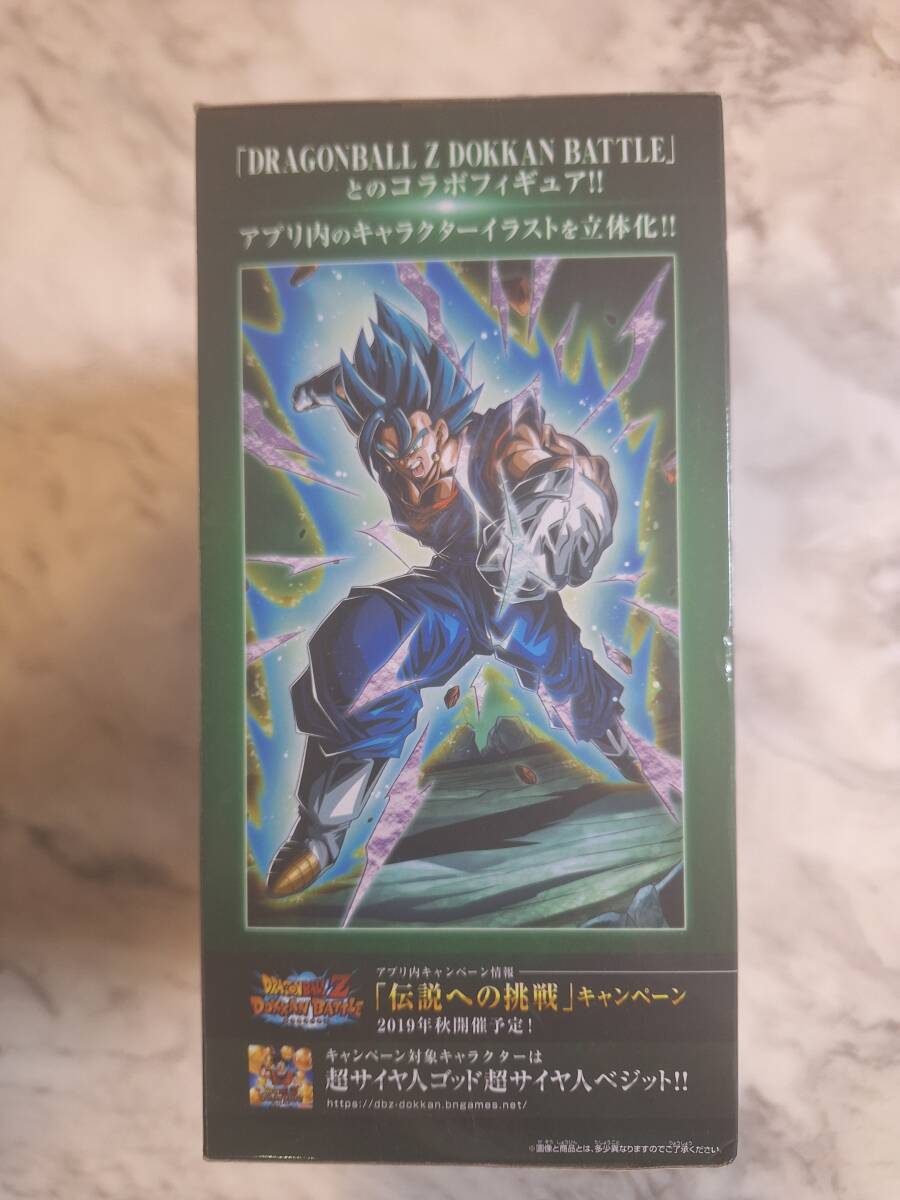 「DRAGONBALL Z DOKKAN BATTLE」
とのコラボフィギュア!!
アプリ内のキャラクターイラストを立体化!!
アプリ内キャンペーン情報
DRAGONBALL Z
DOKKAN BATTLE
「伝説への挑戦」キャンペーン
2019年秋開催予定!
キャンペーン対象キャラクターは
超サイヤ人ゴッド超サイヤ人ベジット!!
https://dbz-dokkan.bngames.net/
※画像と商品とは、多少異なりますのでご了承ください。